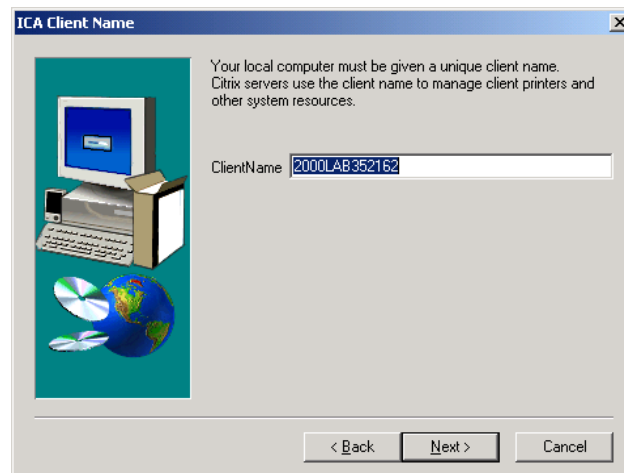 ICA Client Name
Your local computer must be given a unique client name.
Citrix servers use the client name to manage client printers and
other system resources.
ClientName 2000LAB352162
< Back Next > Cancel